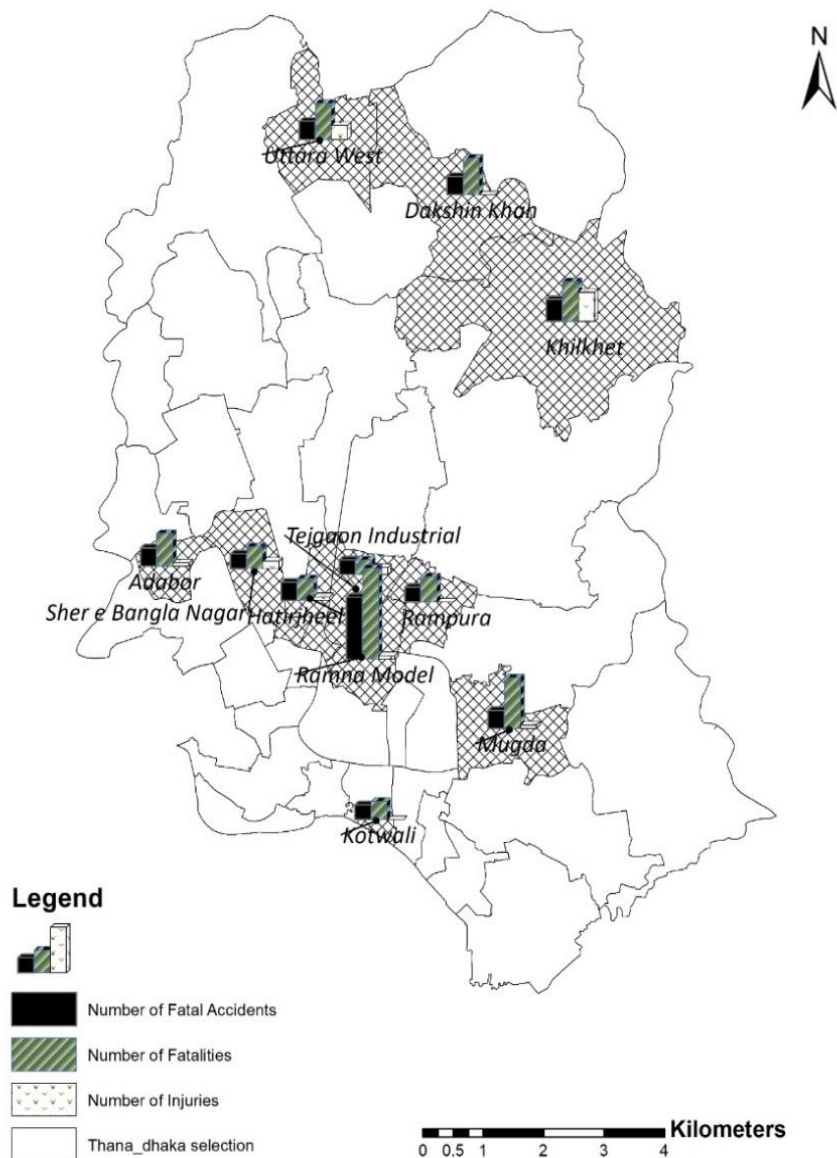 N
Uttara West
Dakshin Khan
Khilkhet
Tejgaon Industrial
Adabor
Sher e Bangla Nagar
Hatirjheel
Rampura
Ramna Model
Mugda
Kotwali
Legend
Number of Fatal Accidents
Number of Fatalities
Number of Injuries
Thana_dhaka selection
Kilometers
0 0.5 1 2 3 4